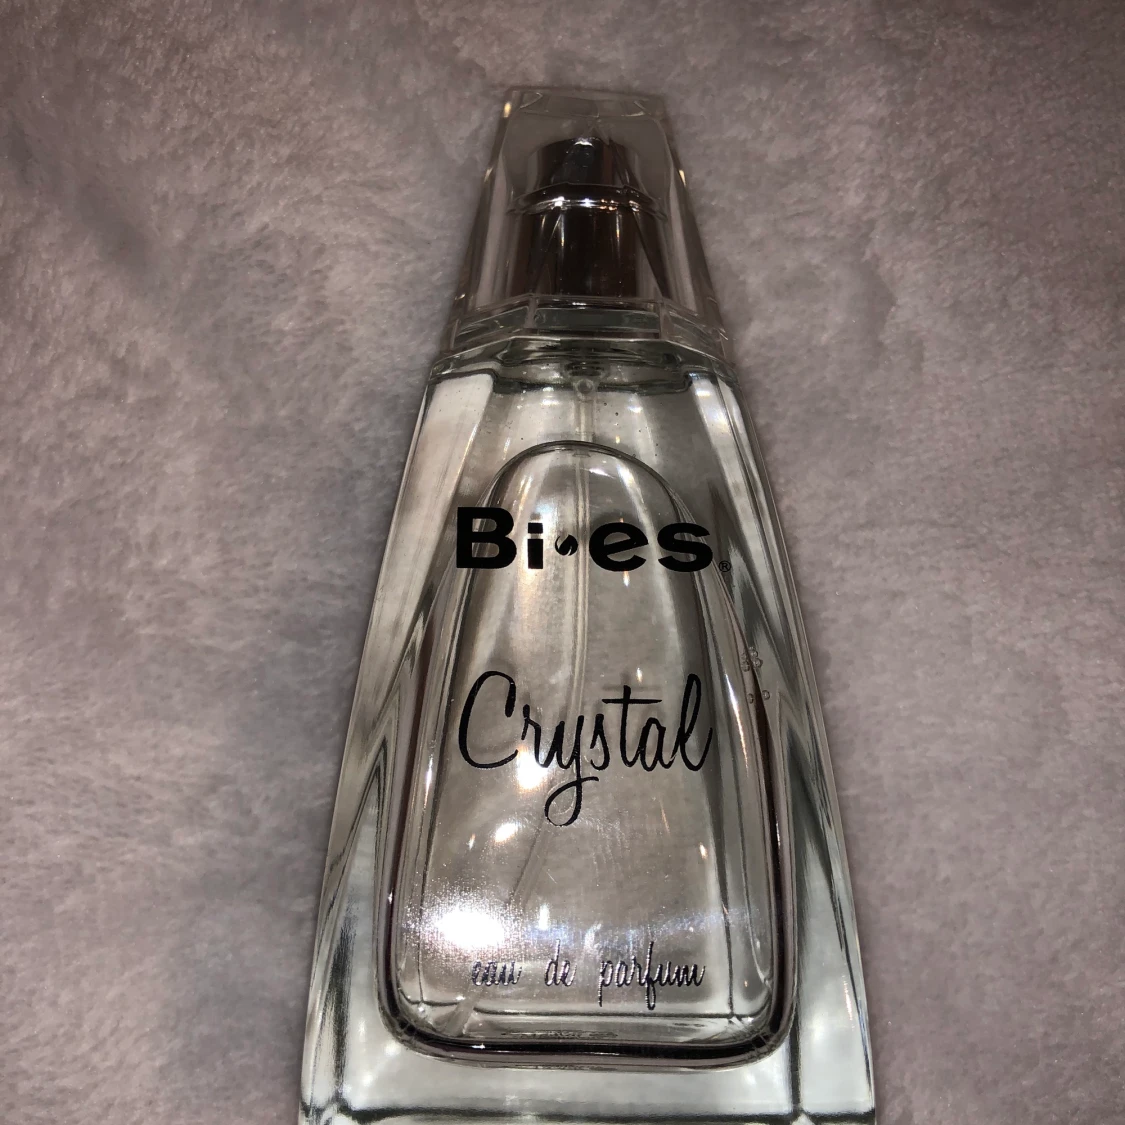 Bi·es®
Crystal
eau de parfum